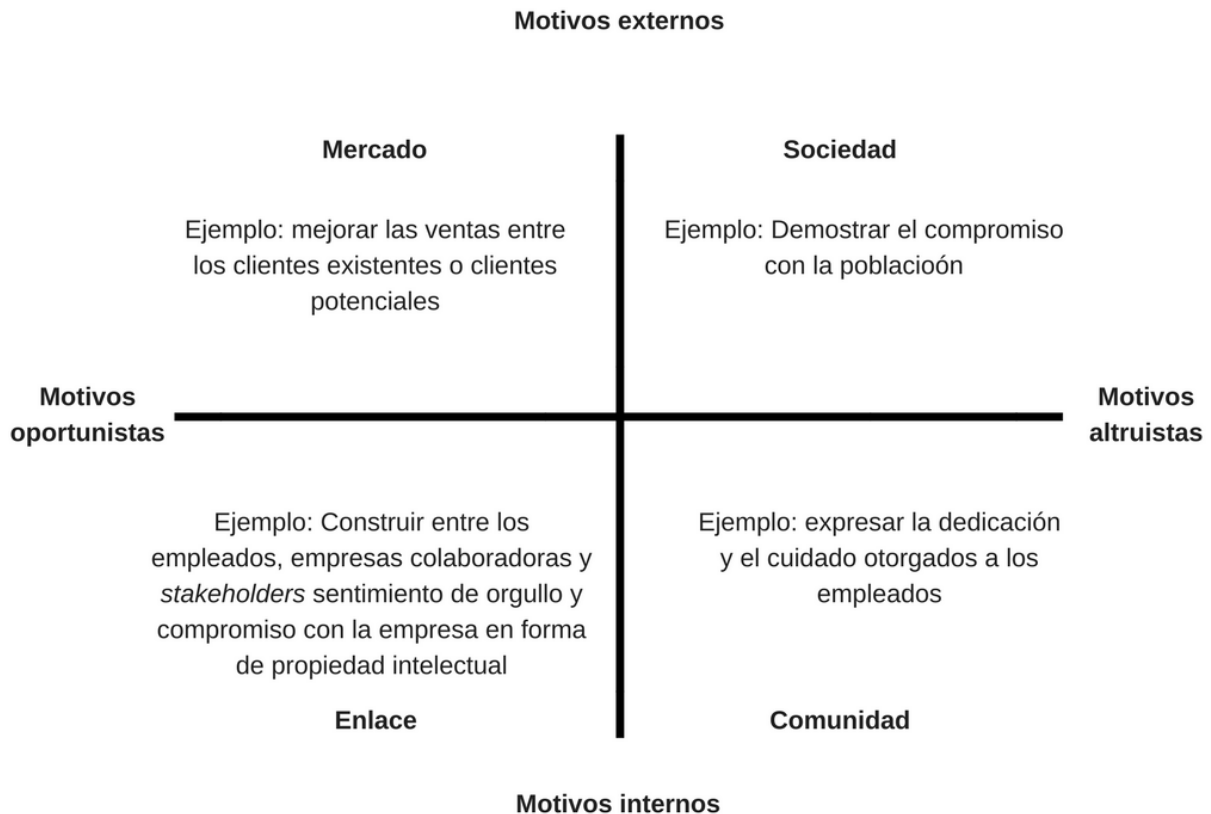 Motivos externos
Mercado
Ejemplo: mejorar las ventas entre
los clientes existentes o clientes
potenciales
Sociedad
Ejemplo: Demostrar el compromiso
con la poblacioón
Motivos
oportunistas
Motivos
altruistas
Ejemplo: Construir entre los
empleados, empresas colaboradoras y
stakeholders sentimiento de orgullo y
compromiso con la empresa en forma
de propiedad intelectual
Enlace
Ejemplo: expresar la dedicación
y el cuidado otorgados a los
empleados
Comunidad
Motivos internos